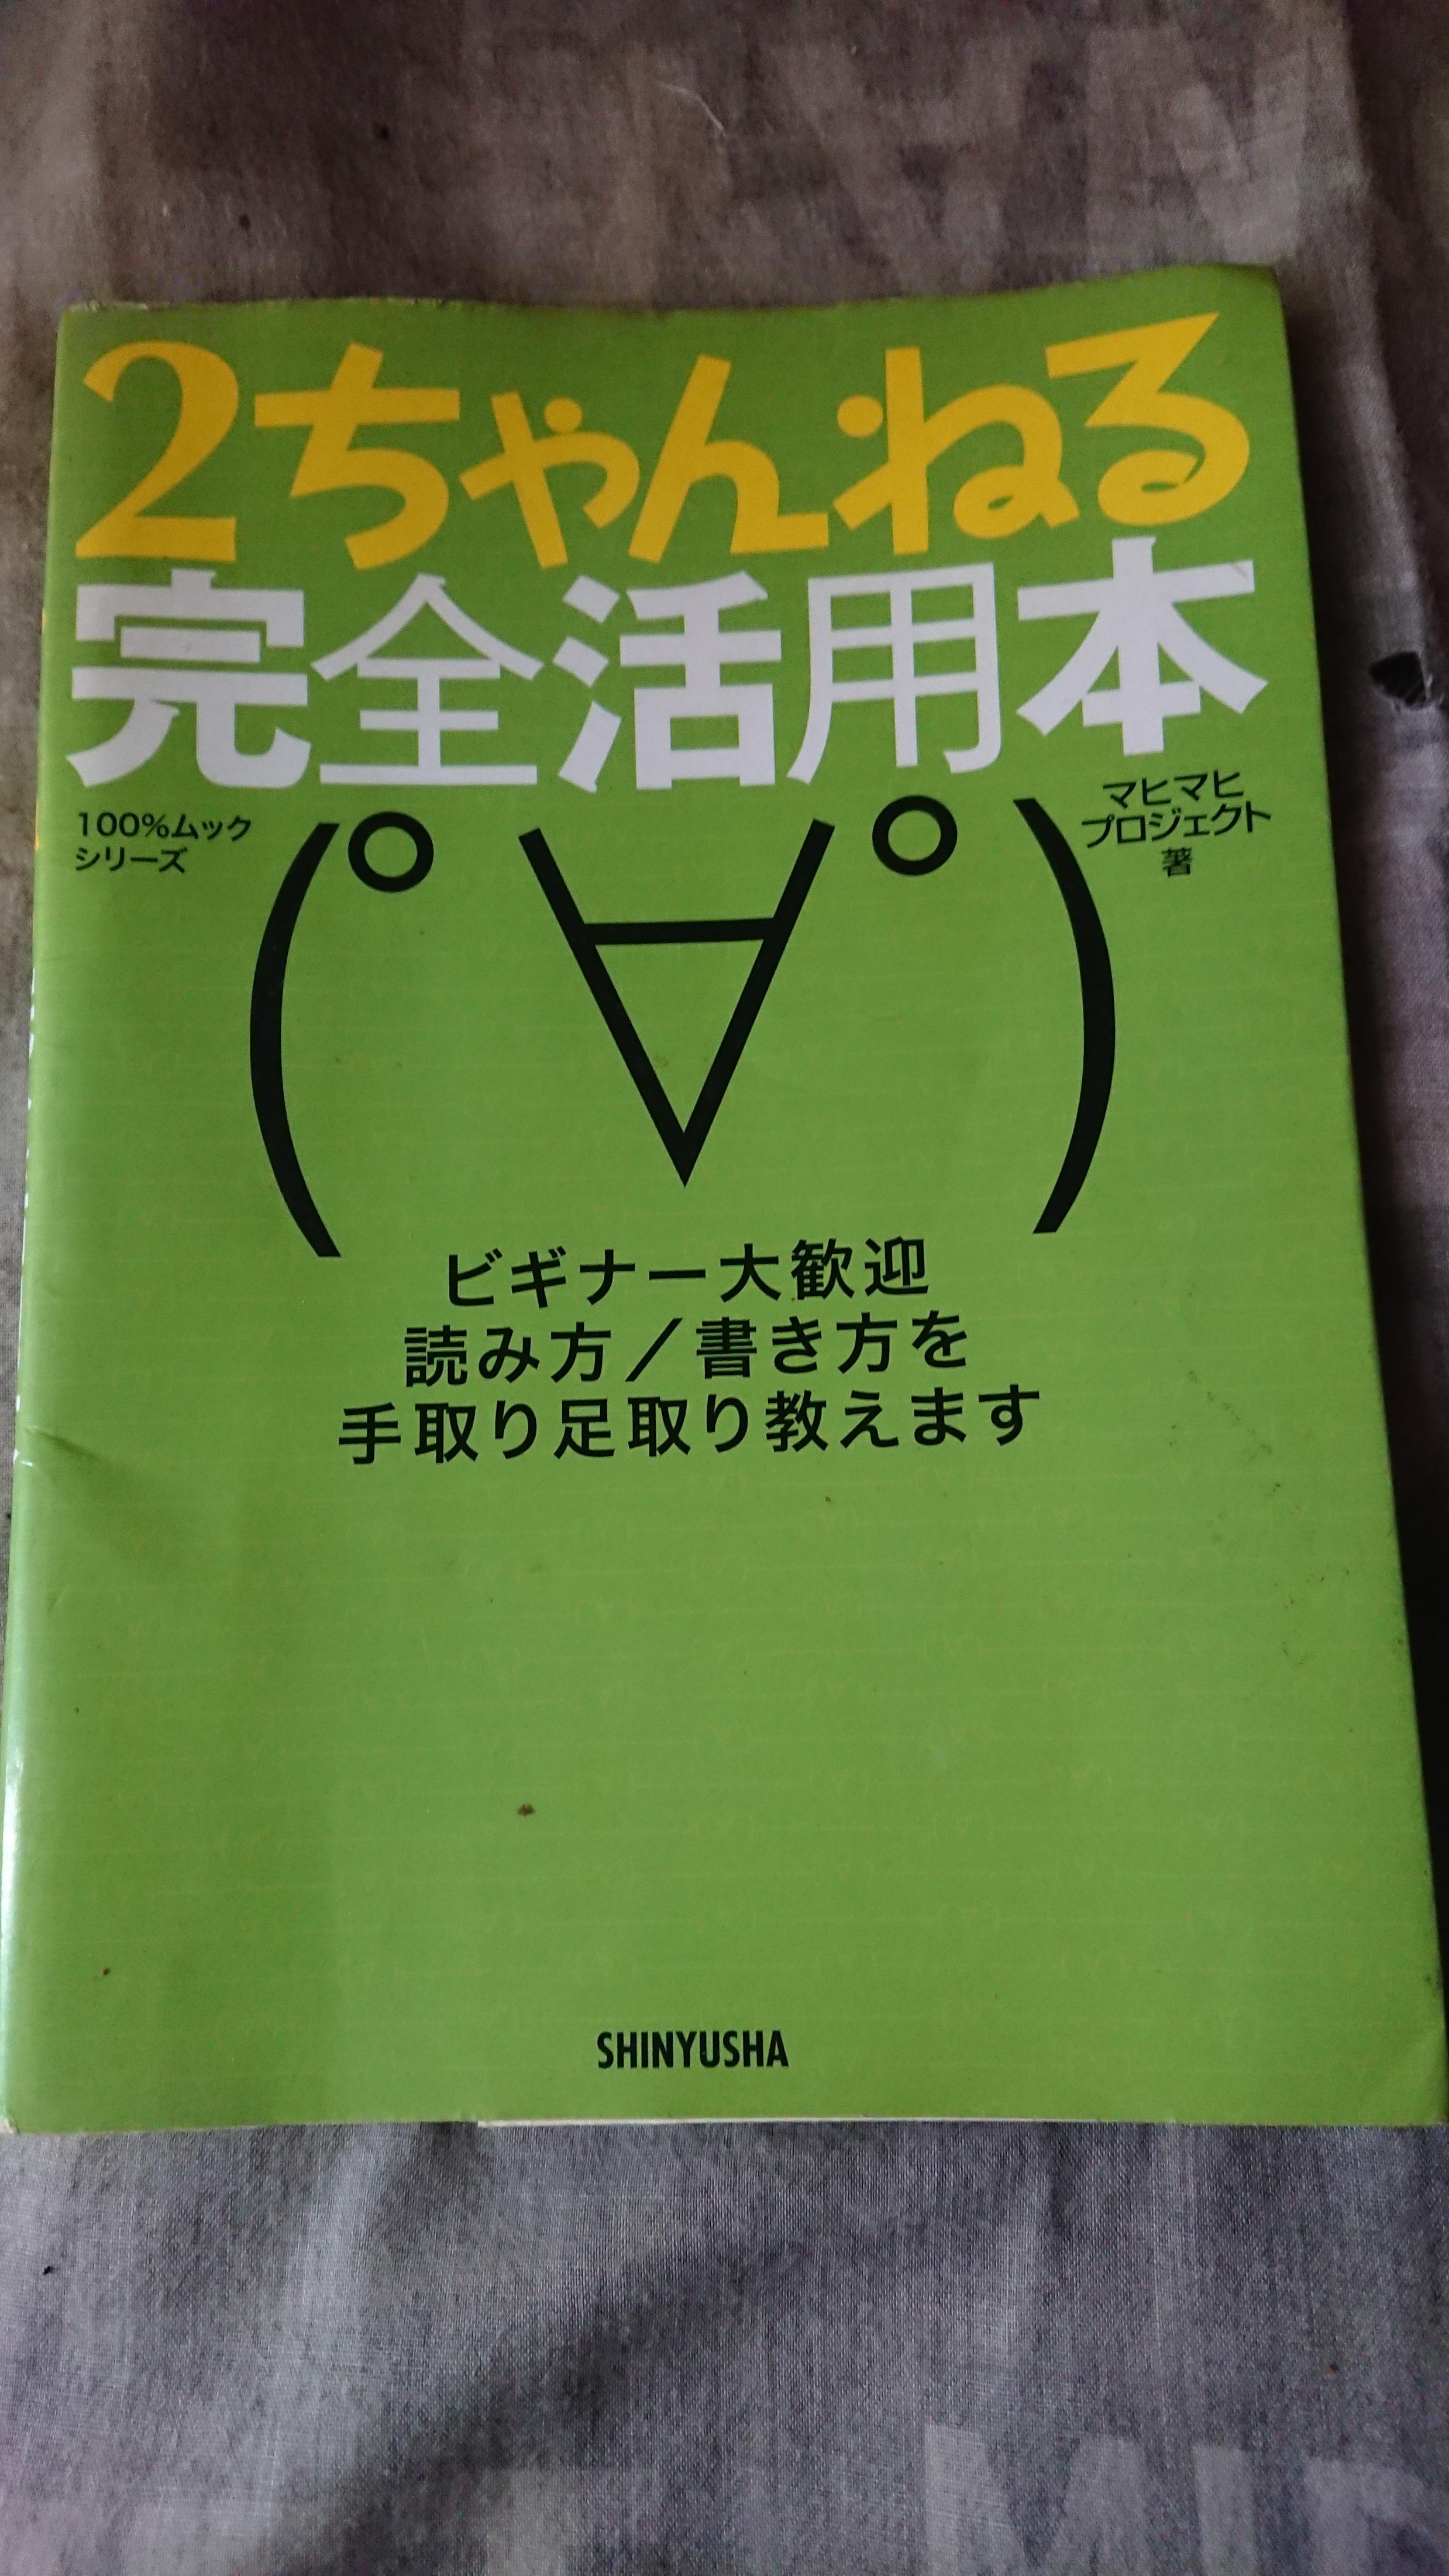 2ちゃんねる
完全活用本
100%ムック
シリーズ
マヒマヒ
プロジェクト
著
(゚∀゚)
ビギナー大歓迎
読み方／書き方を
手取り足取り教えます
SHINYUSHA